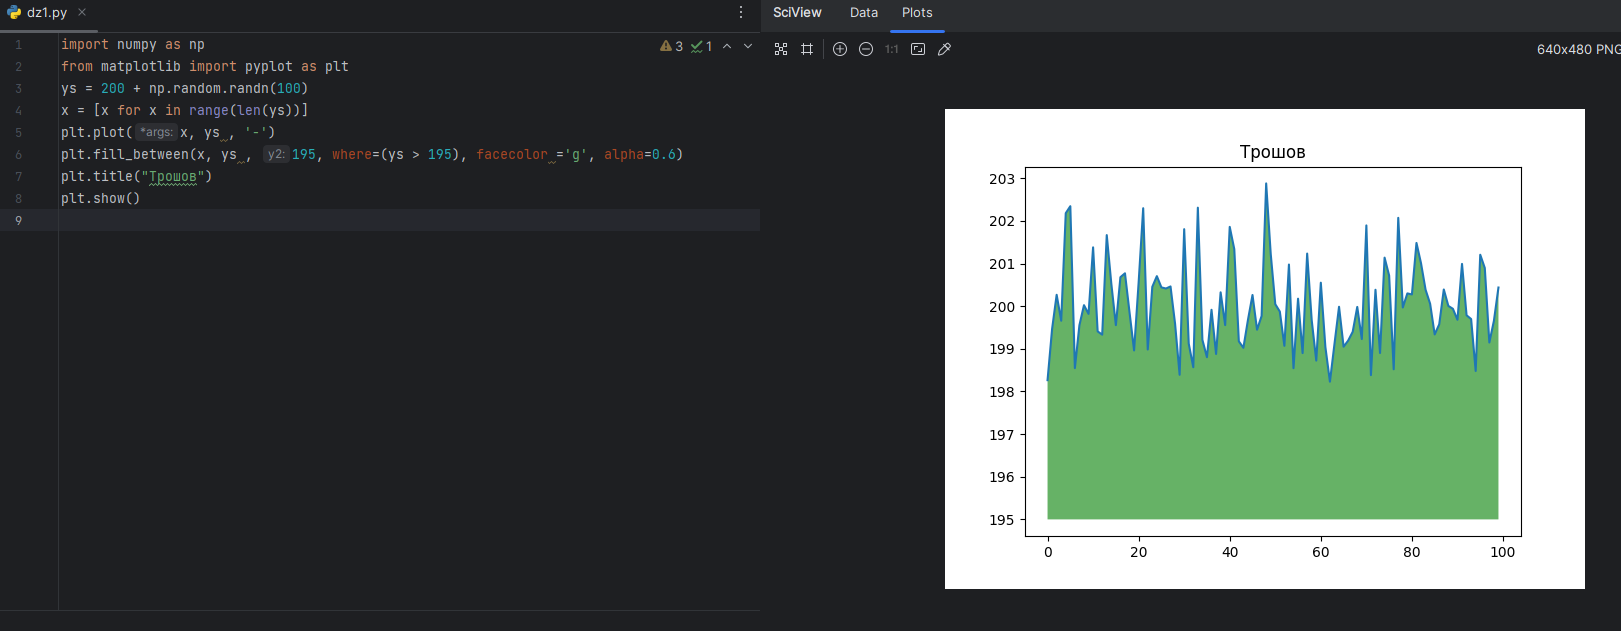 dz1.py
SciView Data Plots
3 1
1:1
640x480 PNG
1 import numpy as np
2 from matplotlib import pyplot as plt
3 ys = 200 + np.random.randn(100)
4 x = [x for x in range(len(ys))]
5 plt.plot( *args: x, ys , '-')
6 plt.fill_between(x, ys , y2: 195, where=(ys > 195), facecolor ='g', alpha=0.6)
7 plt.title("Трошов")
8 plt.show()
9
Трошов
203
202
201
200
199
198
197
196
195
0 20 40 60 80 100